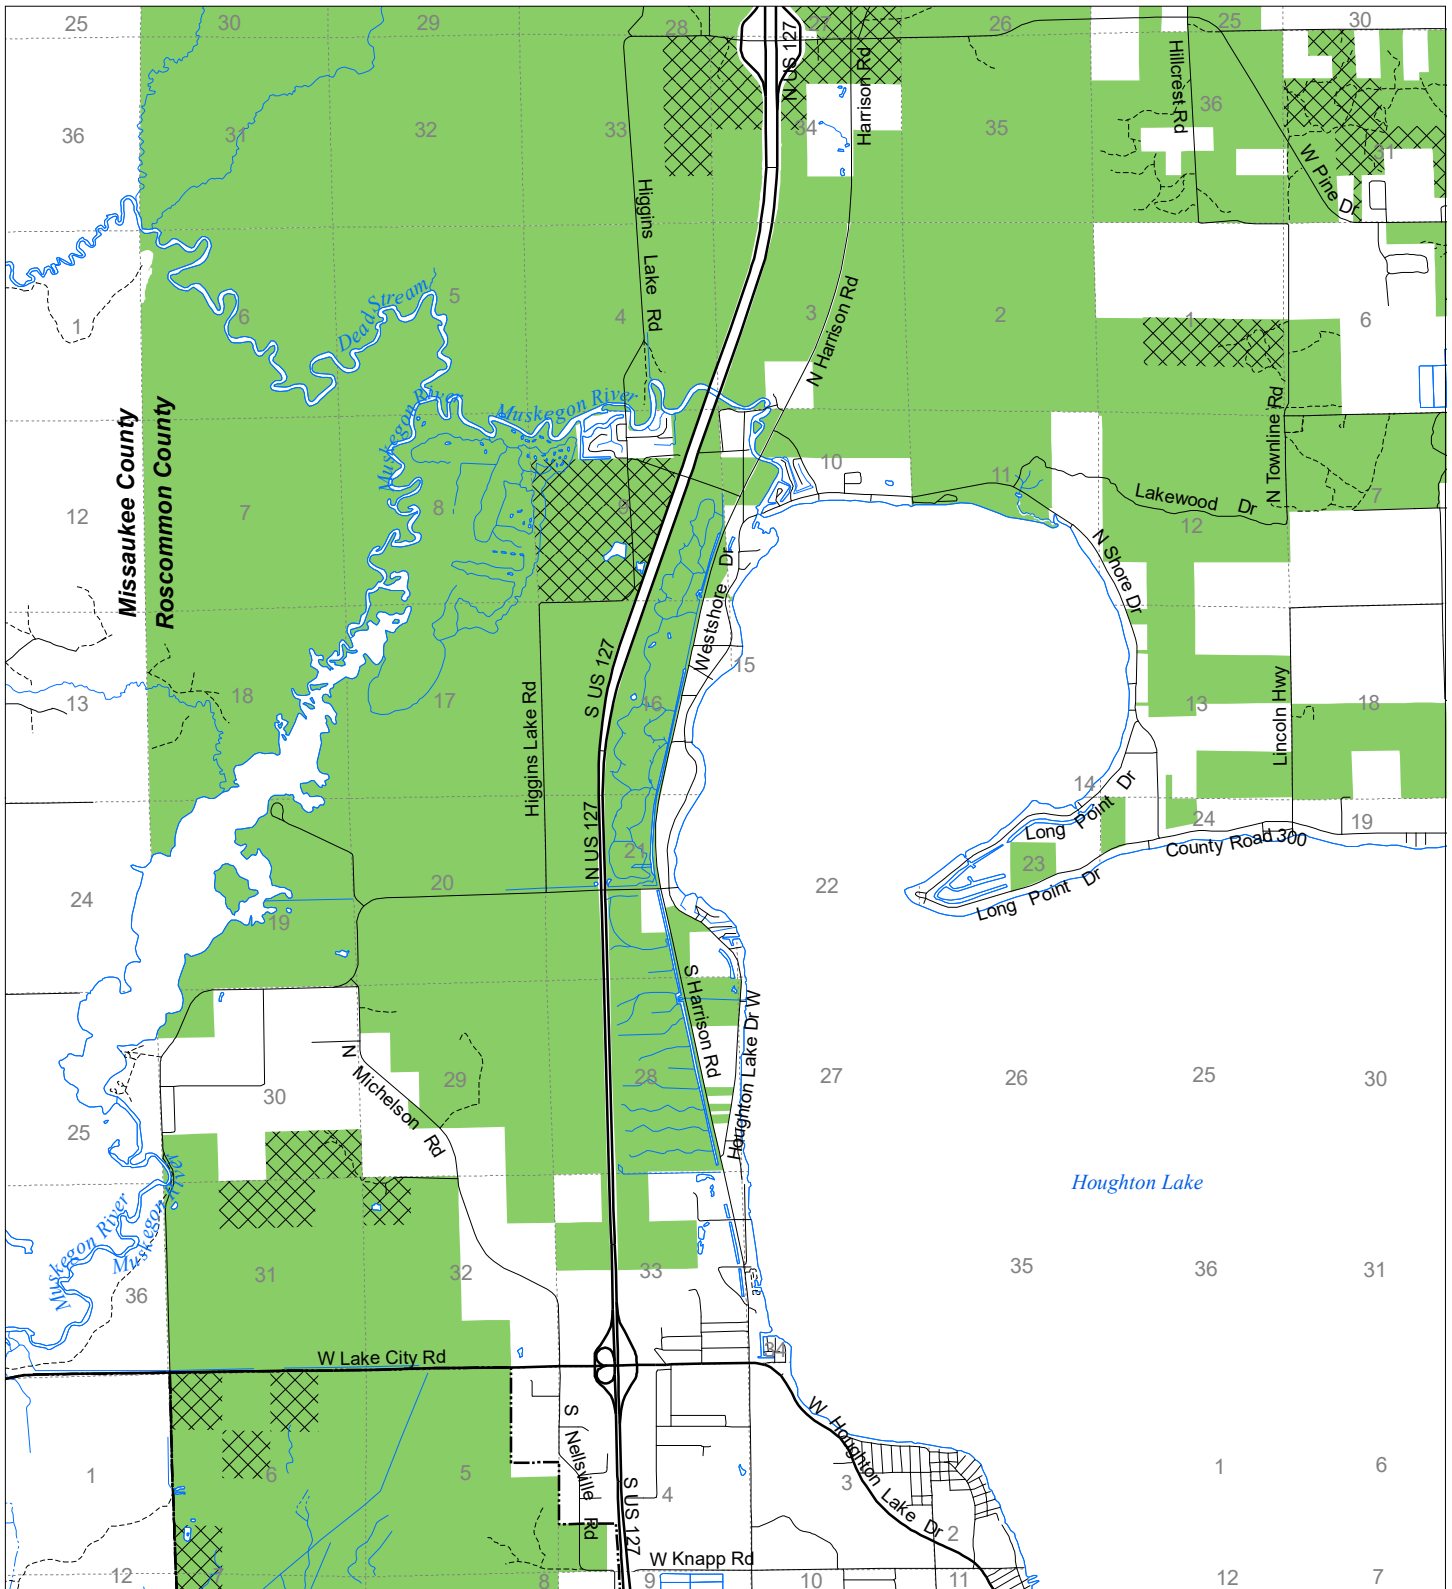 25 30 29 28 27 26 25 30
N US 127
Harrison Rd
Hillcrest Rd
36 31 32 33 34 35 36 31
W Pine Dr
Higgins Lake Rd
Dead Stream
N Harrison Rd
1 6 5 4 3 2 1 6
Missaukee County
Roscommon County
Muskegon River
Muskegon River
N Townline Rd
12 7 8 9 10 11 12 7
Lakewood Dr
N Shore Dr
Westshore Dr
S US 127
Higgins Lake Rd
13 18 17 16 15 14 13 18
Lincoln Hwy
N US 127
Long Point Dr
County Road 300
24 19 20 21 22 23 24 19
Long Point Dr
S Harrison Rd
Houghton Lake Dr W
N Michelson Rd
25 30 29 28 27 26 25 30
Muskegon River
Muskegon River
Houghton Lake
36 31 32 33 34 35 36 31
W Lake City Rd
W Houghton Lake Dr
S Nellsville Rd
S US 127
1 6 5 4 3 2 1 6
W Knapp Rd
12 7 8 9 10 11 12 7